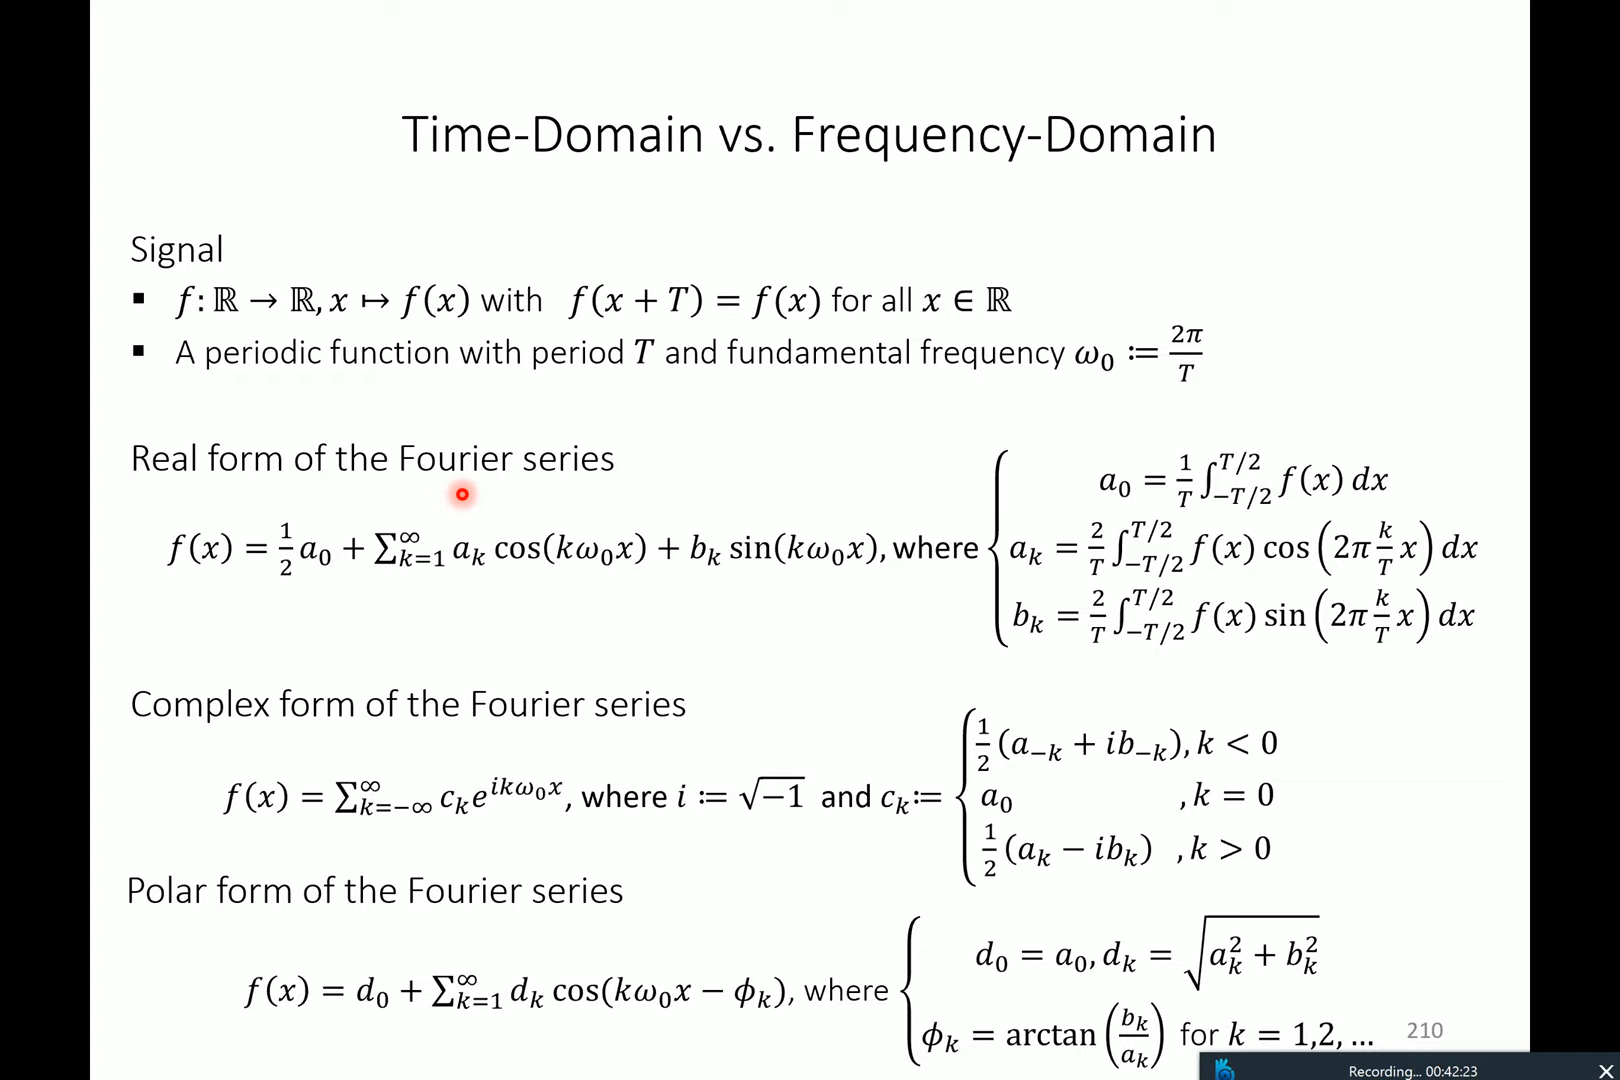 Time-Domain vs. Frequency-Domain
Signal
▪ f: ℝ → ℝ, x ↦ f(x) with f(x + T) = f(x) for all x ∈ ℝ
▪ A periodic function with period T and fundamental frequency ω₀ ≔ 2π/T
Real form of the Fourier series
f(x) = 1/2 a₀ + ∑_{k=1}^{∞} a_k cos(kω₀x) + b_k sin(kω₀x), where
a₀ = 1/T ∫_{−T/2}^{T/2} f(x) dx
a_k = 2/T ∫_{−T/2}^{T/2} f(x) cos(2π k/T x) dx
b_k = 2/T ∫_{−T/2}^{T/2} f(x) sin(2π k/T x) dx
Complex form of the Fourier series
f(x) = ∑_{k=−∞}^{∞} c_k e^{ikω₀x}, where i ≔ √−1 and c_k ≔
1/2 (a_{−k} + ib_{−k}), k < 0
a₀ , k = 0
1/2 (a_k − ib_k) , k > 0
Polar form of the Fourier series
f(x) = d₀ + ∑_{k=1}^{∞} d_k cos(kω₀x − ϕ_k), where
d₀ = a₀, d_k = √(a_k² + b_k²)
ϕ_k = arctan(b_k/a_k) for k = 1,2, …
210
Recording... 00:42:23